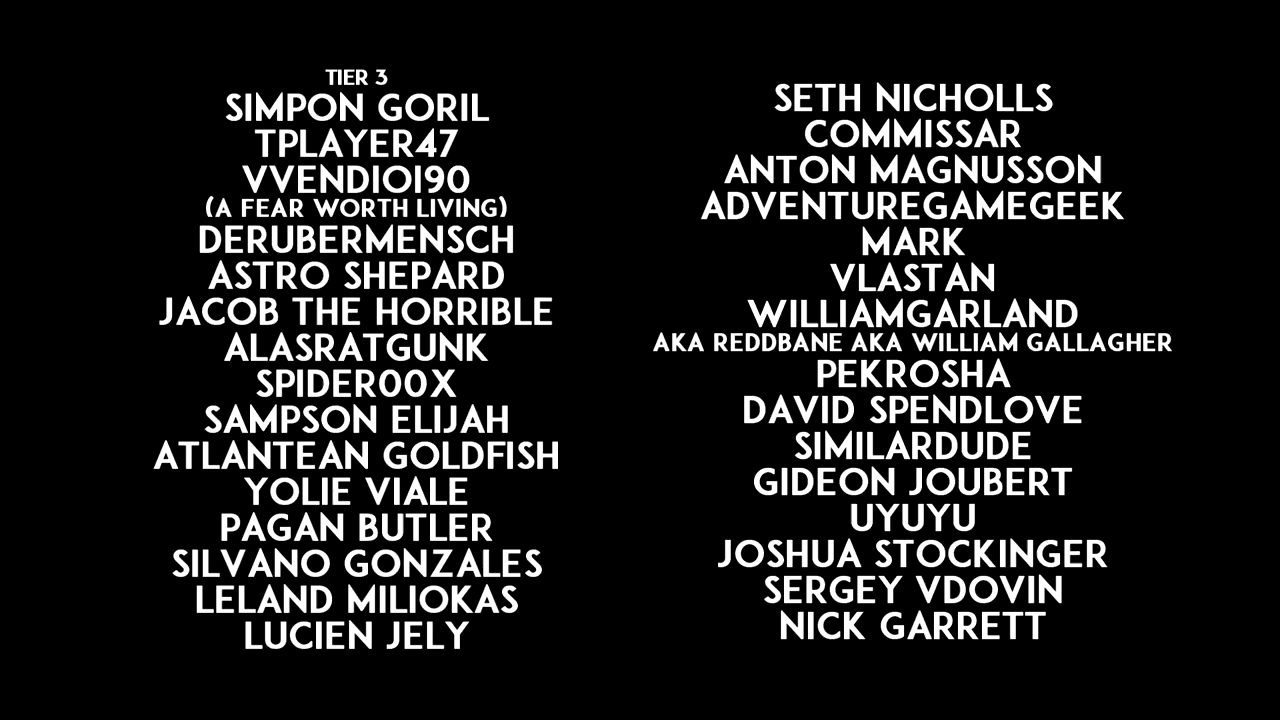 TIER 3
SIMPON GORIL
TPLAYER47
VVENDIOI90
(A FEAR WORTH LIVING)
DERUBERMENSCH
ASTRO SHEPARD
JACOB THE HORRIBLE
ALASRATGUNK
SPIDER00X
SAMPSON ELIJAH
ATLANTEAN GOLDFISH
YOLIE VIALE
PAGAN BUTLER
SILVANO GONZALES
LELAND MILIOKAS
LUCIEN JELY
SETH NICHOLLS
COMMISSAR
ANTON MAGNUSSON
ADVENTUREGAMEGEEK
MARK
VLASTAN
WILLIAMGARLAND
AKA REDDBANE AKA WILLIAM GALLAGHER
PEKROSHA
DAVID SPENDLOVE
SIMILARDUDE
GIDEON JOUBERT
UYUYU
JOSHUA STOCKINGER
SERGEY VDOVIN
NICK GARRETT